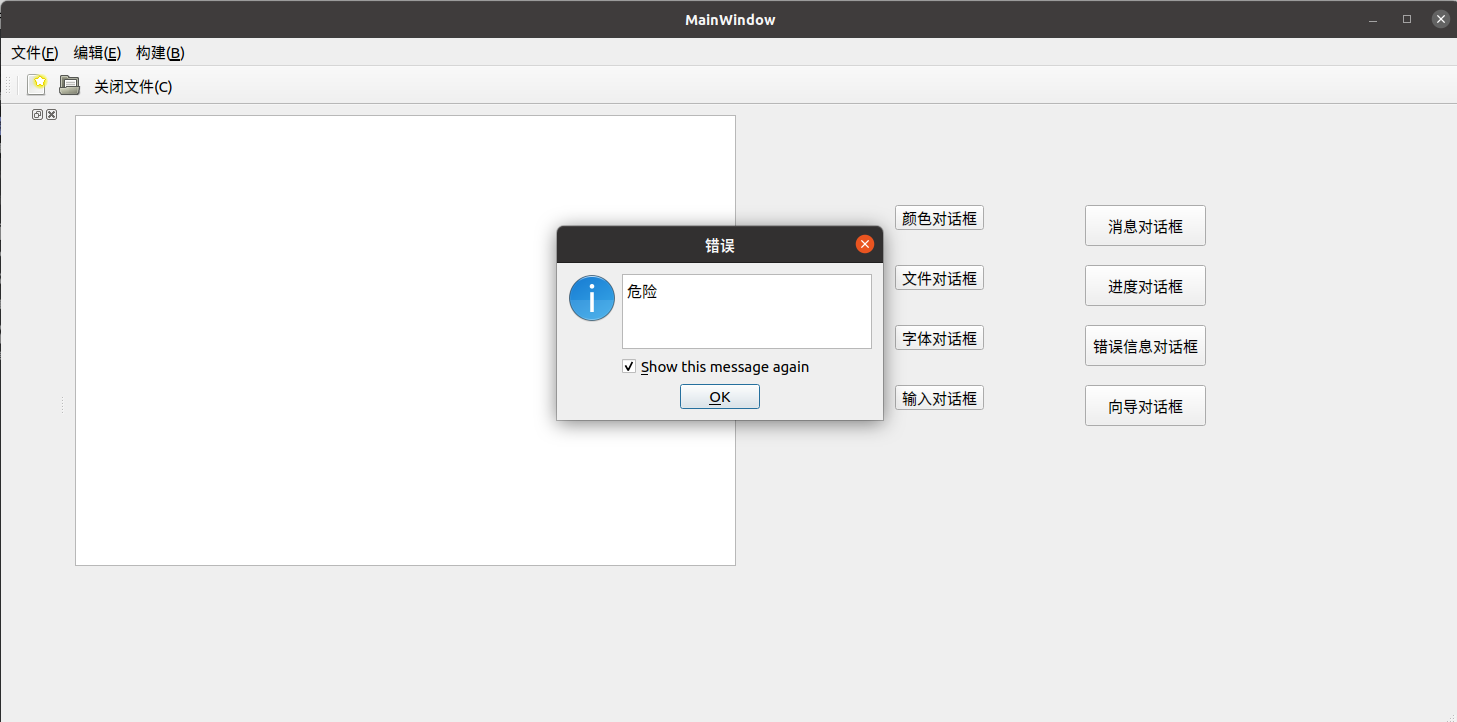 MainWindow
文件(F) 编辑(E) 构建(B)
关闭文件(C)
颜色对话框 消息对话框
错误
文件对话框 进度对话框
危险
字体对话框 错误信息对话框
Show this message again
OK
输入对话框 向导对话框